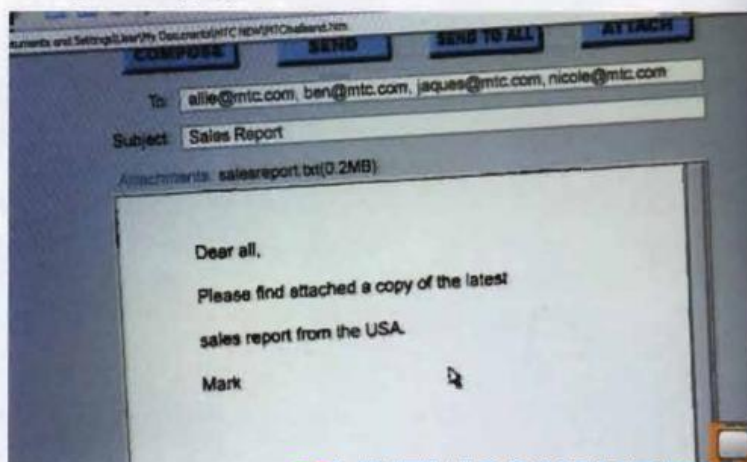 COMPOSE SEND SEND TO ALL ATTACH
To: allie@mtc.com, ben@mtc.com, jaques@mtc.com, nicole@mtc.com
Subject: Sales Report
Attachments: salesreport.txt(0.2MB)
Dear all,
Please find attached a copy of the latest
sales report from the USA.
Mark